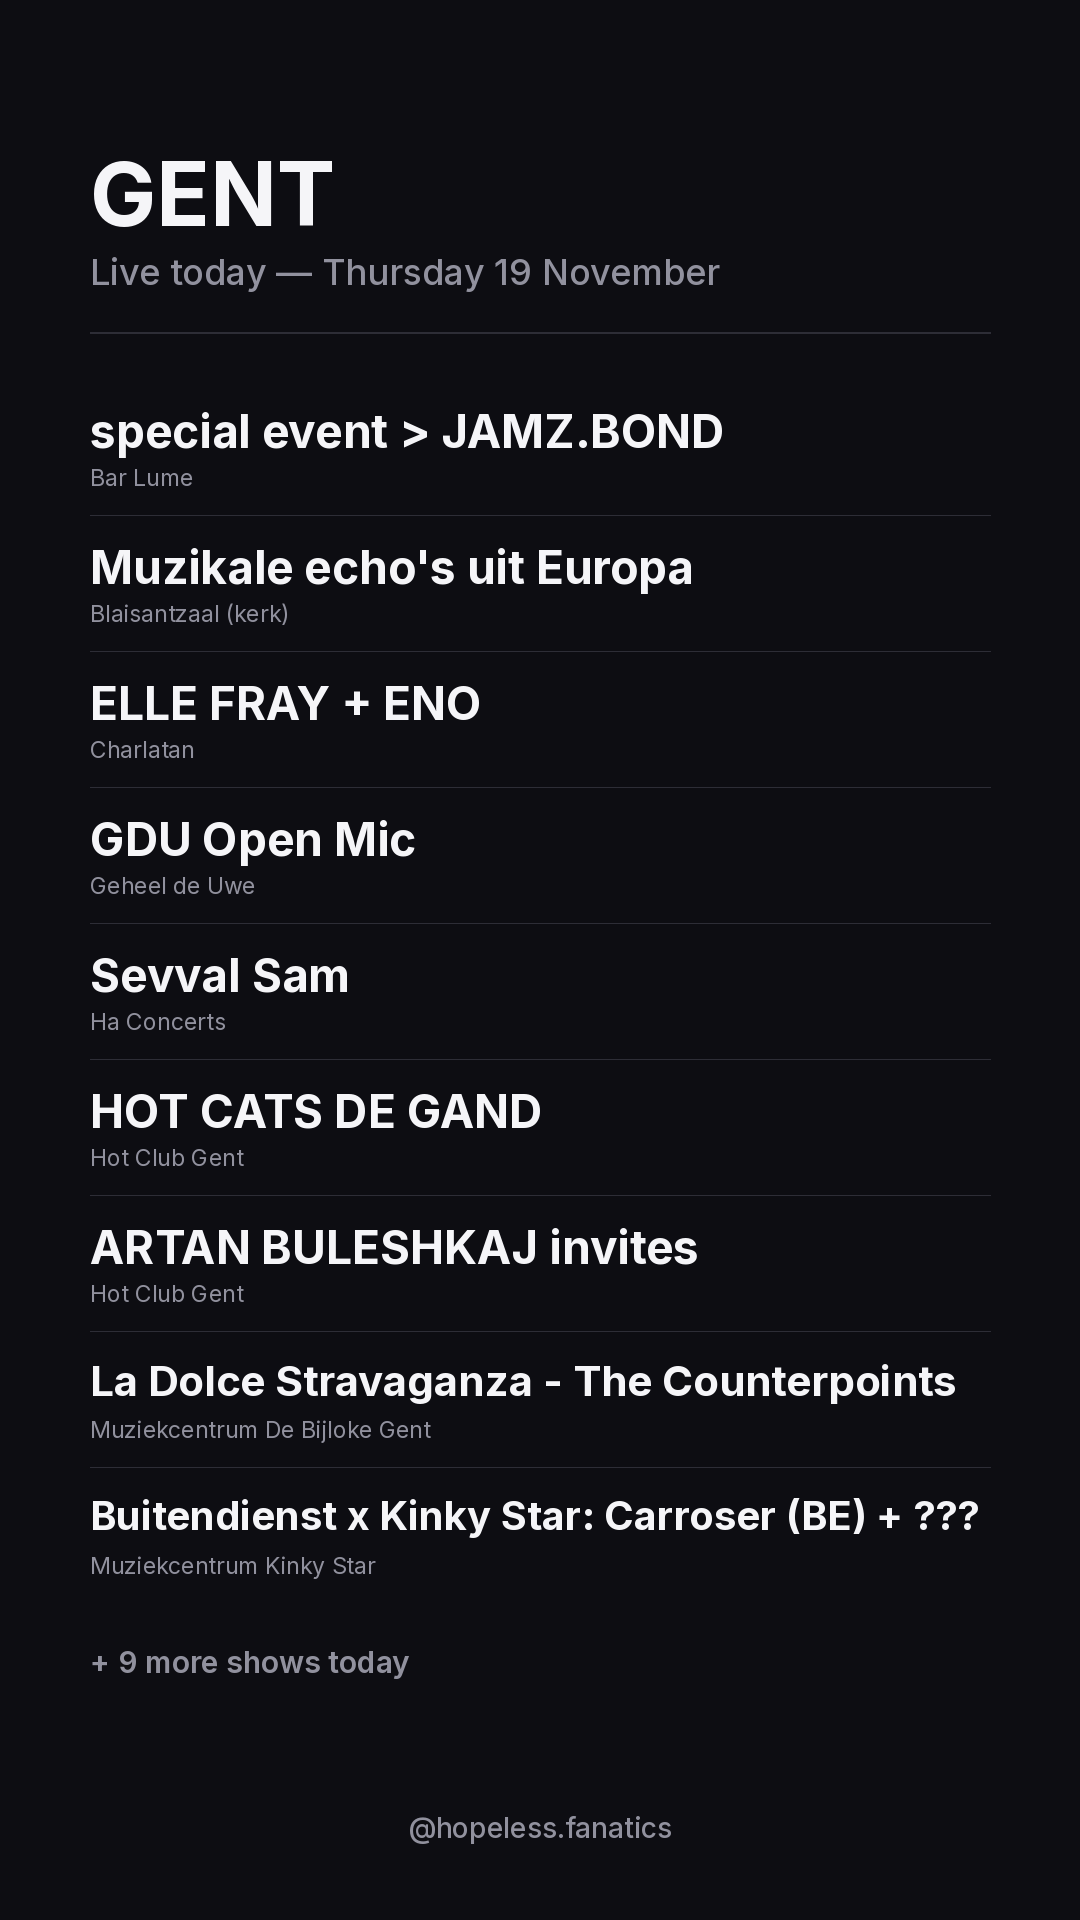 GENT
Live today — Thursday 19 November
special event > JAMZ.BOND
Bar Lume
Muzikale echo's uit Europa
Blaisantzaal (kerk)
ELLE FRAY + ENO
Charlatan
GDU Open Mic
Geheel de Uwe
Sevval Sam
Ha Concerts
HOT CATS DE GAND
Hot Club Gent
ARTAN BULESHKAJ invites
Hot Club Gent
La Dolce Stravaganza - The Counterpoints
Muziekcentrum De Bijloke Gent
Buitendienst x Kinky Star: Carroser (BE) + ???
Muziekcentrum Kinky Star
+ 9 more shows today
@hopeless.fanatics